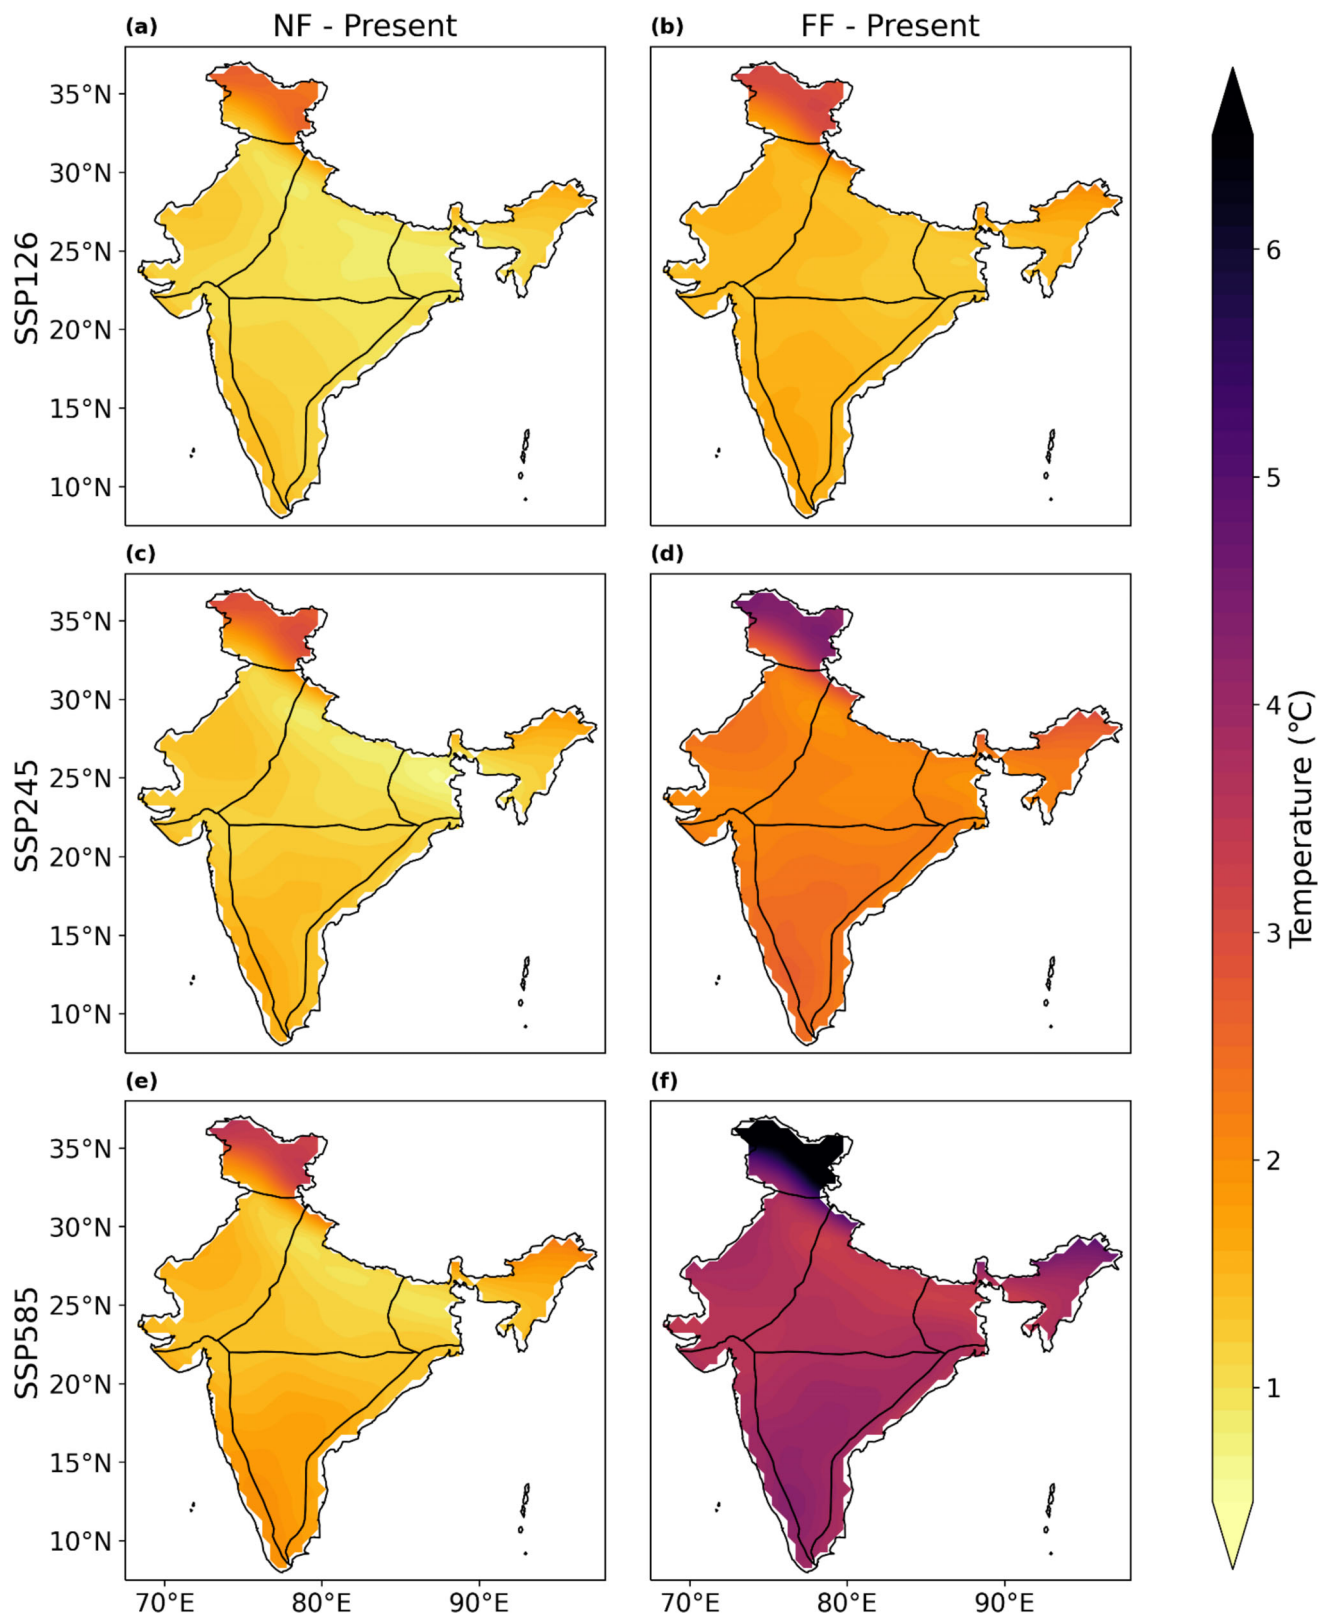 (a) NF - Present
(b) FF - Present
35°N
30°N
25°N
20°N
15°N
10°N
SSP126
(c)
(d)
35°N
30°N
25°N
20°N
15°N
10°N
SSP245
(e)
(f)
35°N
30°N
25°N
20°N
15°N
10°N
SSP585
70°E 80°E 90°E
70°E 80°E 90°E
6
5
4
3
2
1
Temperature (°C)